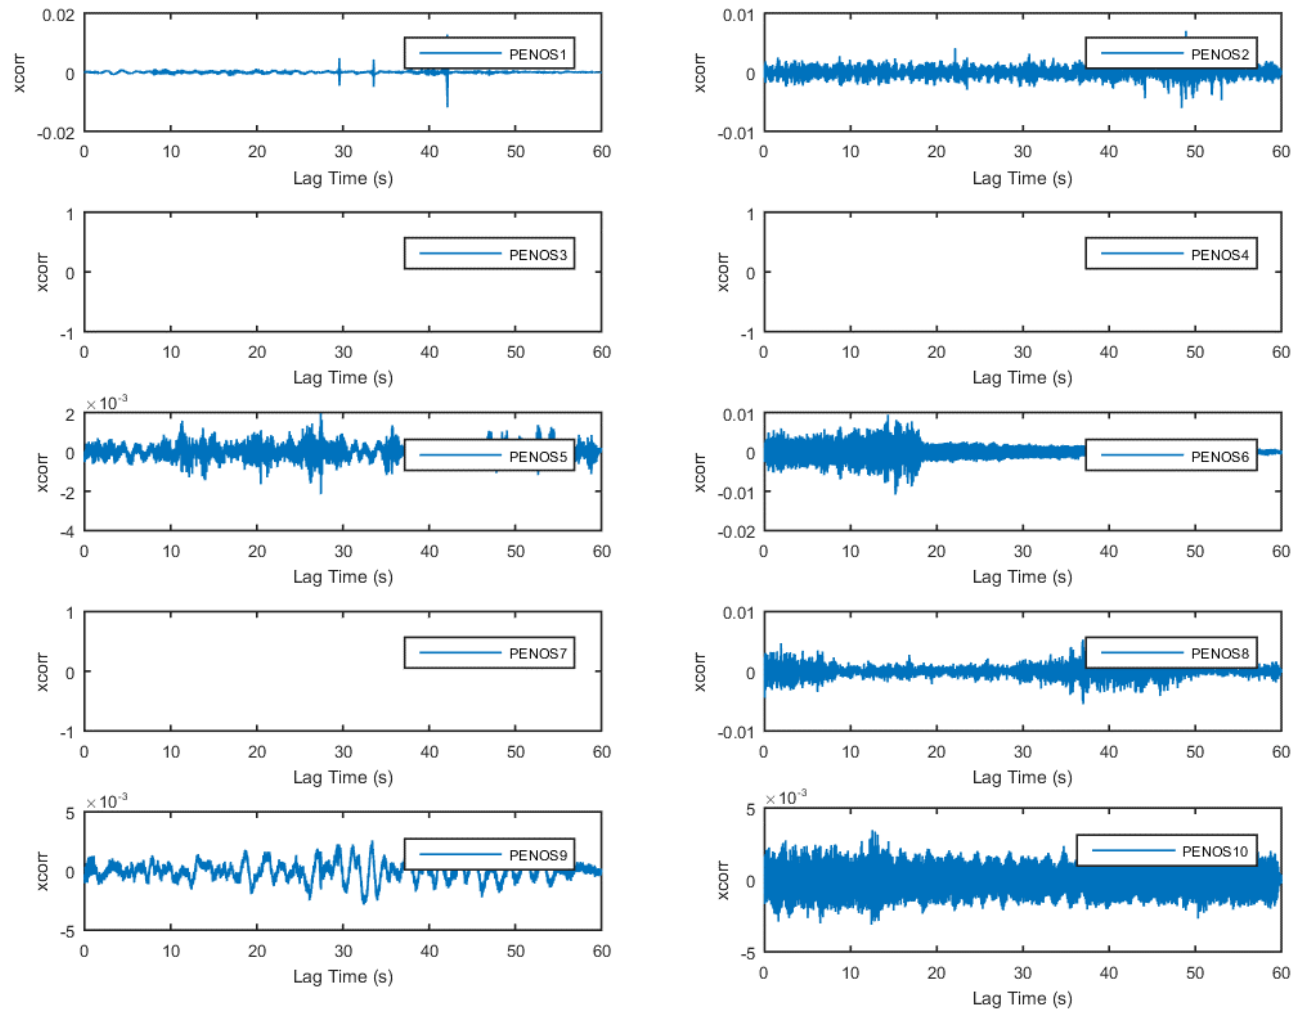 0.02
0
-0.02
xcorr
PENOS1
0 10 20 30 40 50 60
Lag Time (s)
0.01
0
-0.01
xcorr
PENOS2
0 10 20 30 40 50 60
Lag Time (s)
1
0
-1
xcorr
PENOS3
0 10 20 30 40 50 60
Lag Time (s)
1
0
-1
xcorr
PENOS4
0 10 20 30 40 50 60
Lag Time (s)
×10⁻³
2
0
-2
-4
xcorr
PENOS5
0 10 20 30 40 50 60
Lag Time (s)
0.01
0
-0.01
-0.02
xcorr
PENOS6
0 10 20 30 40 50 60
Lag Time (s)
1
0
-1
xcorr
PENOS7
0 10 20 30 40 50 60
Lag Time (s)
0.01
0
-0.01
xcorr
PENOS8
0 10 20 30 40 50 60
Lag Time (s)
×10⁻³
5
0
-5
xcorr
PENOS9
0 10 20 30 40 50 60
Lag Time (s)
×10⁻³
5
0
-5
xcorr
PENOS10
0 10 20 30 40 50 60
Lag Time (s)